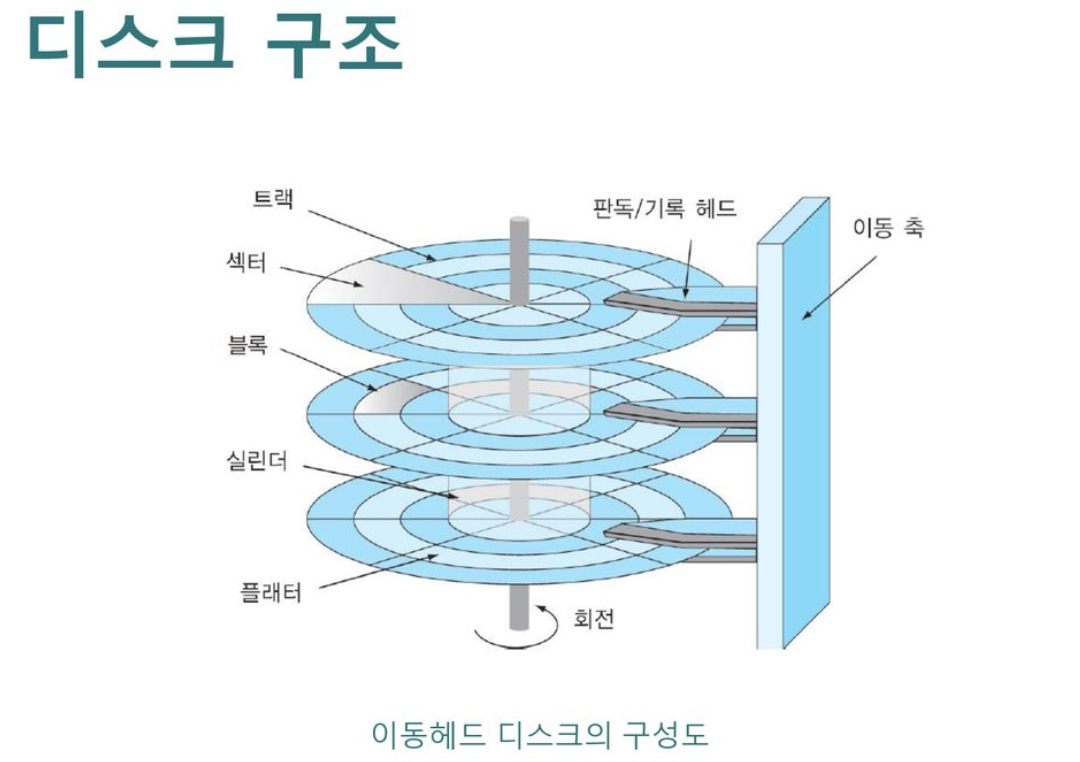 디스크 구조
트랙
판독/기록 헤드
이동 축
섹터
블록
실린더
플래터
회전
이동헤드 디스크의 구성도